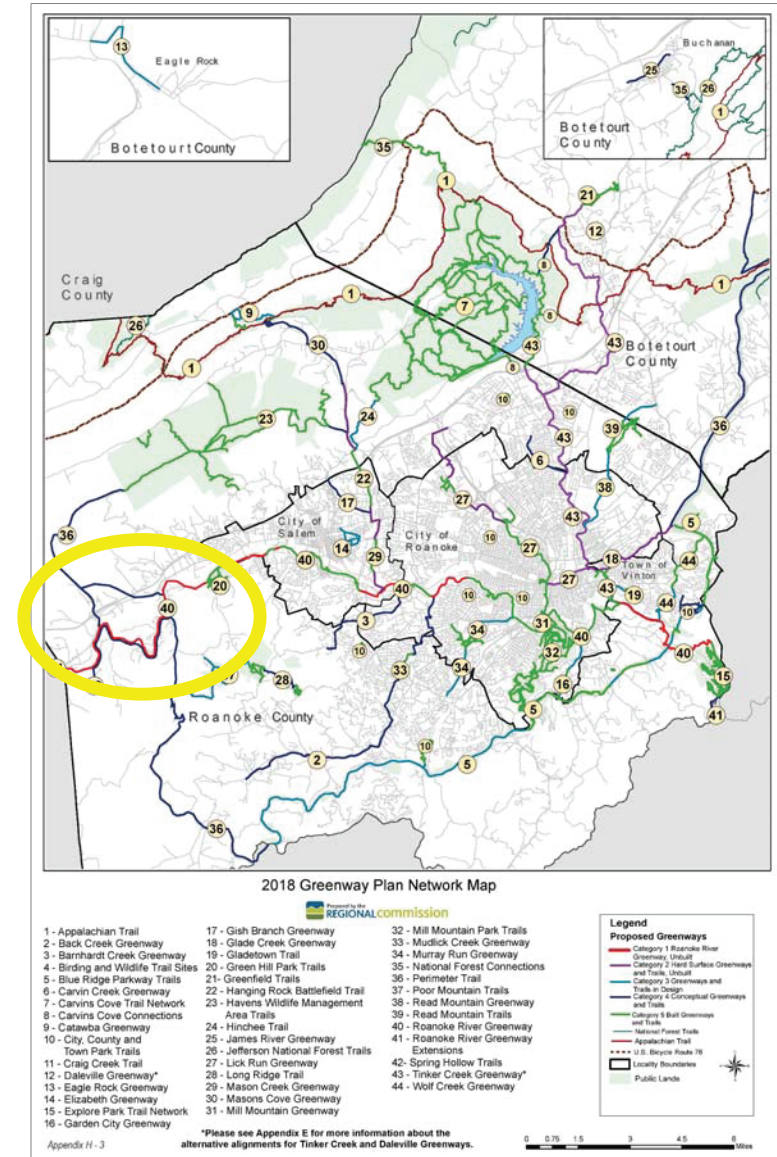 13
Eagle Rock
Botetourt County
Buchanan
25
35
26
1
Botetourt
County
35
1
21
12
8
Craig
County
26
9
1
1
7
8
1
30
43
43
Botetourt
County
8
10
10
24
23
39
36
43
6
38
22
17
27
City of
Salem
City of
Roanoke
5
36
14
10
43
29
27
18
44
40
Town of
Vinton
20
40
40
27
43
19
10
10
44
10
3
31
34
40
10
32
40
33
34
16
15
28
Roanoke County
5
41
10
2
5
36
2018 Greenway Plan Network Map
Prepared by the
REGIONALcommission
1 - Appalachian Trail
2 - Back Creek Greenway
3 - Barnhardt Creek Greenway
4 - Birding and Wildlife Trail Sites
5 - Blue Ridge Parkway Trails
6 - Carvin Creek Greenway
7 - Carvins Cove Trail Network
8 - Carvins Cove Connections
9 - Catawba Greenway
10 - City, County and
Town Park Trails
11 - Craig Creek Trail
12 - Daleville Greenway*
13 - Eagle Rock Greenway
14 - Elizabeth Greenway
15 - Explore Park Trail Network
16 - Garden City Greenway
17 - Gish Branch Greenway
18 - Glade Creek Greenway
19 - Gladetown Trail
20 - Green Hill Park Trails
21- Greenfield Trails
22 - Hanging Rock Battlefield Trail
23 - Havens Wildlife Management
Area Trails
24 - Hinchee Trail
25 - James River Greenway
26 - Jefferson National Forest Trails
27 - Lick Run Greenway
28 - Long Ridge Trail
29 - Mason Creek Greenway
30 - Masons Cove Greenway
31 - Mill Mountain Greenway
32 - Mill Mountain Park Trails
33 - Mudlick Creek Greenway
34 - Murray Run Greenway
35 - National Forest Connections
36 - Perimeter Trail
37 - Poor Mountain Trails
38 - Read Mountain Greenway
39 - Read Mountain Trails
40 - Roanoke River Greenway
41 - Roanoke River Greenway
Extensions
42- Spring Hollow Trails
43 - Tinker Creek Greenway*
44 - Wolf Creek Greenway
Legend
Proposed Greenways
Category 1 Roanoke River
Greenway, Unbuilt
Category 2 Hard Surface Greenways
and Trails, Unbuilt
Category 3 Greenways and
Trails in Design
Category 4 Conceptual Greenways
and Trails
Category 5 Built Greenways
and Trails
National Forest Trails
Appalachian Trail
U.S. Bicycle Route 76
Locality Boundaries
Public Lands
*Please see Appendix E for more information about the
alternative alignments for Tinker Creek and Daleville Greenways.
Appendix H - 3
0 0.75 1.5 3 4.5 6
Miles